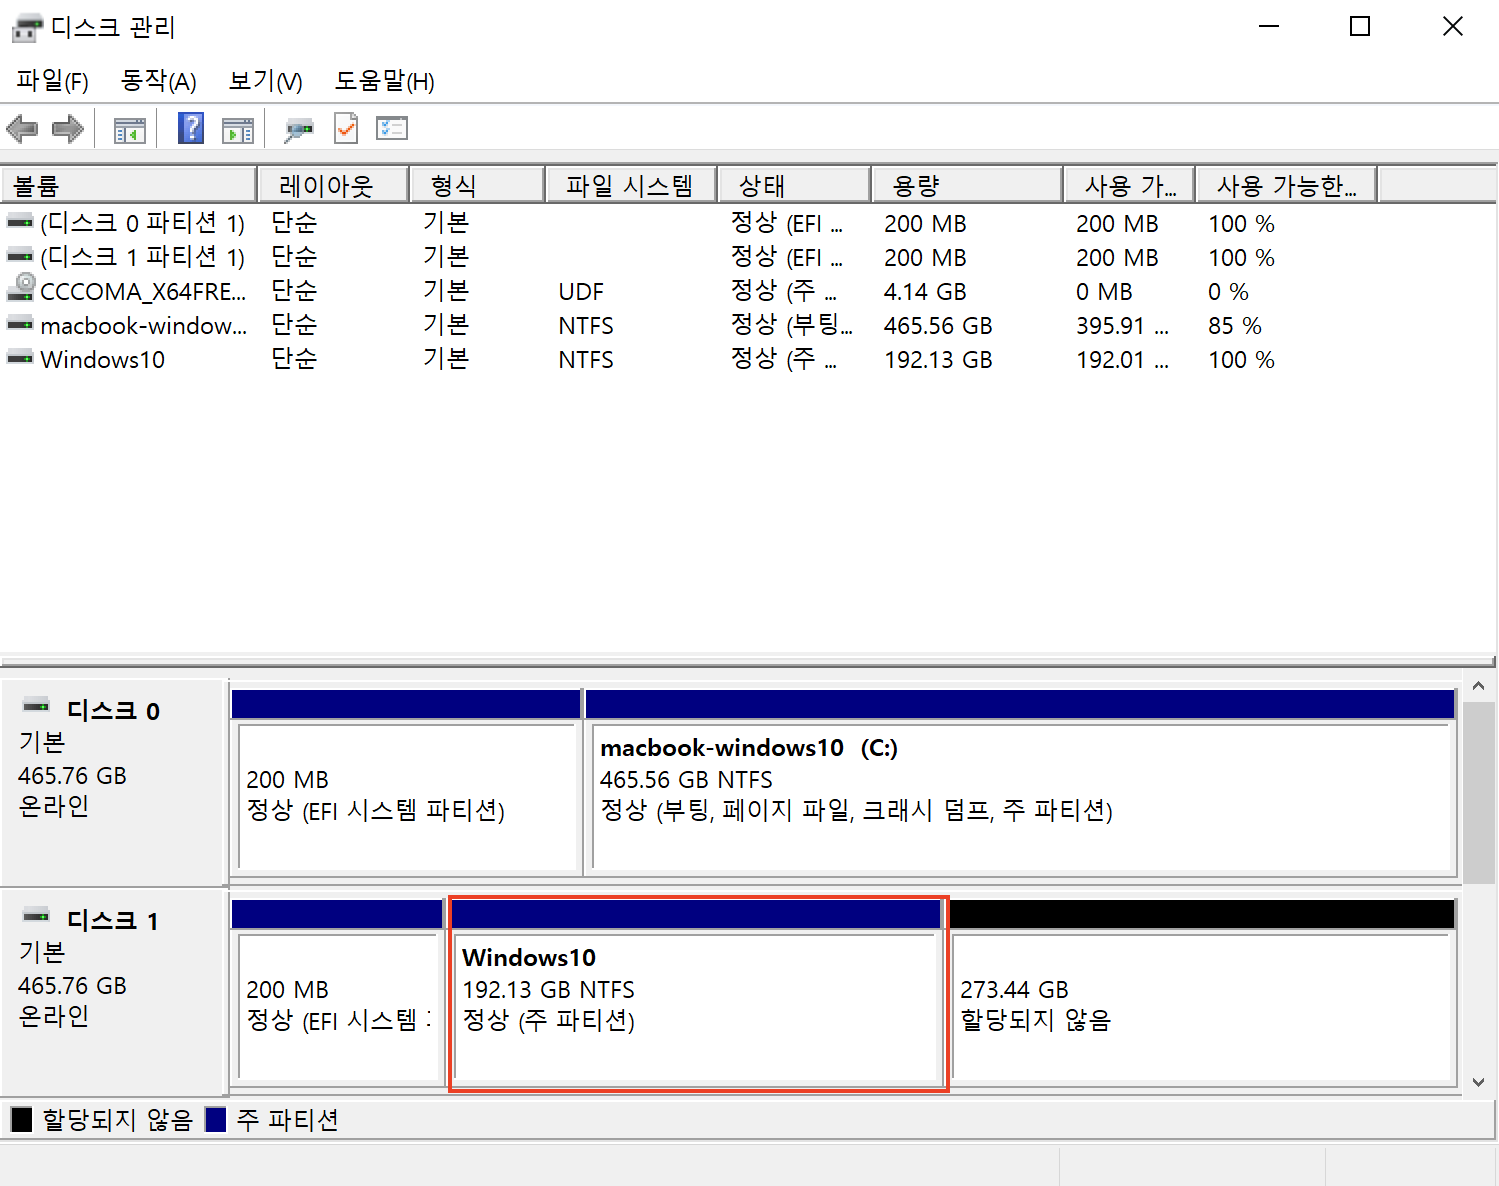 디스크 관리
파일(F) 동작(A) 보기(V) 도움말(H)
볼륨 레이아웃 형식 파일 시스템 상태 용량 사용 가... 사용 가능한...
(디스크 0 파티션 1) 단순 기본 정상 (EFI ... 200 MB 200 MB 100 %
(디스크 1 파티션 1) 단순 기본 정상 (EFI ... 200 MB 200 MB 100 %
CCCOMA_X64FRE... 단순 기본 UDF 정상 (주 ... 4.14 GB 0 MB 0 %
macbook-window... 단순 기본 NTFS 정상 (부팅... 465.56 GB 395.91 ... 85 %
Windows10 단순 기본 NTFS 정상 (주 ... 192.13 GB 192.01 ... 100 %
디스크 0
기본
465.76 GB
온라인
200 MB
정상 (EFI 시스템 파티션)
macbook-windows10 (C:)
465.56 GB NTFS
정상 (부팅, 페이지 파일, 크래시 덤프, 주 파티션)
디스크 1
기본
465.76 GB
온라인
200 MB
정상 (EFI 시스템
Windows10
192.13 GB NTFS
정상 (주 파티션)
273.44 GB
할당되지 않음
할당되지 않음 주 파티션